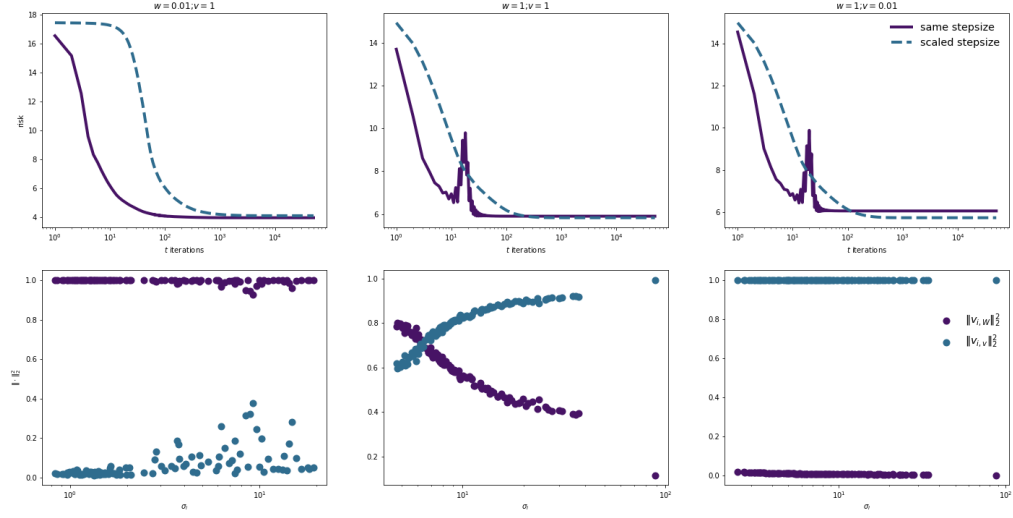 w = 0.01; v = 1
w = 1; v = 1
w = 1; v = 0.01
18
16
14
12
10
8
6
4
risk
10⁰ 10¹ 10² 10³ 10⁴
t iterations
14
12
10
8
6
10⁰ 10¹ 10² 10³ 10⁴
t iterations
14
12
10
8
6
10⁰ 10¹ 10² 10³ 10⁴
t iterations
same stepsize
scaled stepsize
1.0
0.8
0.6
0.4
0.2
0.0
‖·‖₂²
10⁰ 10¹
σᵢ
1.0
0.8
0.6
0.4
0.2
10¹ 10²
σᵢ
1.0
0.8
0.6
0.4
0.2
0.0
10¹ 10²
σᵢ
‖v_{i,W}‖₂²
‖v_{i,v}‖₂²